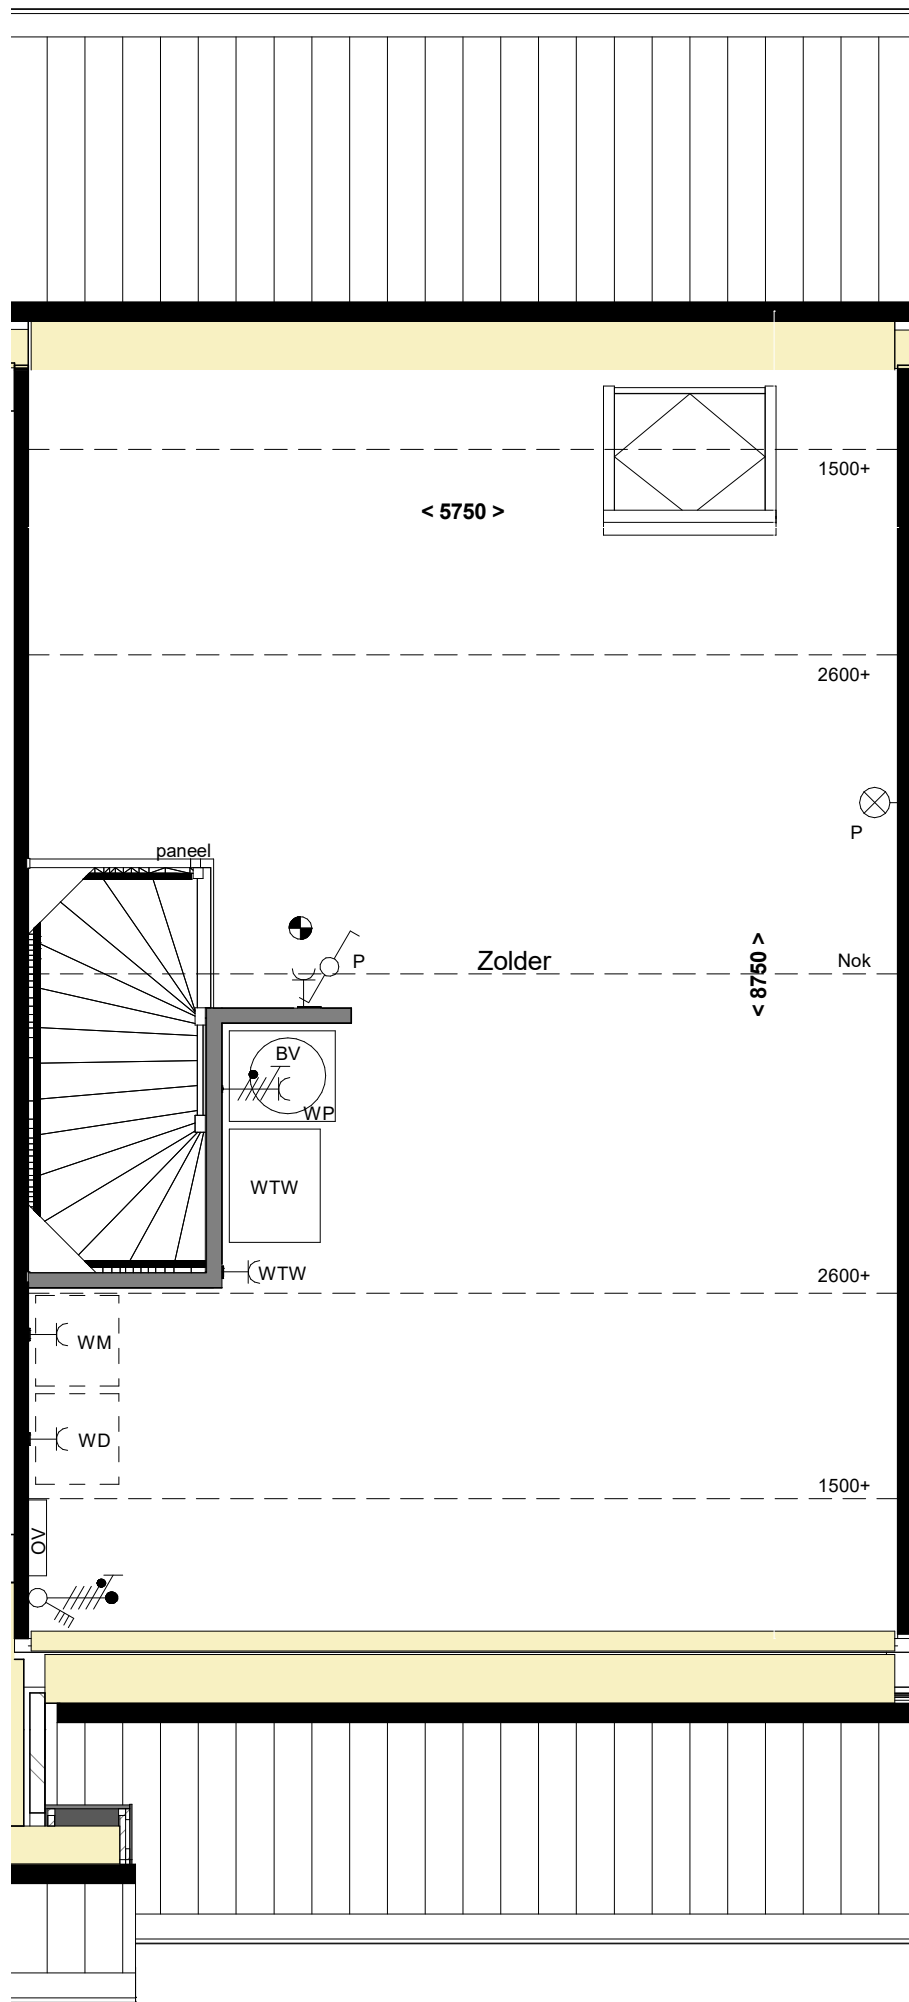 1500+
< 5750 >
2600+
P
paneel
P
Zolder
< 8750 >
Nok
BV
WP
WTW
WTW
2600+
WM
WD
1500+
OV